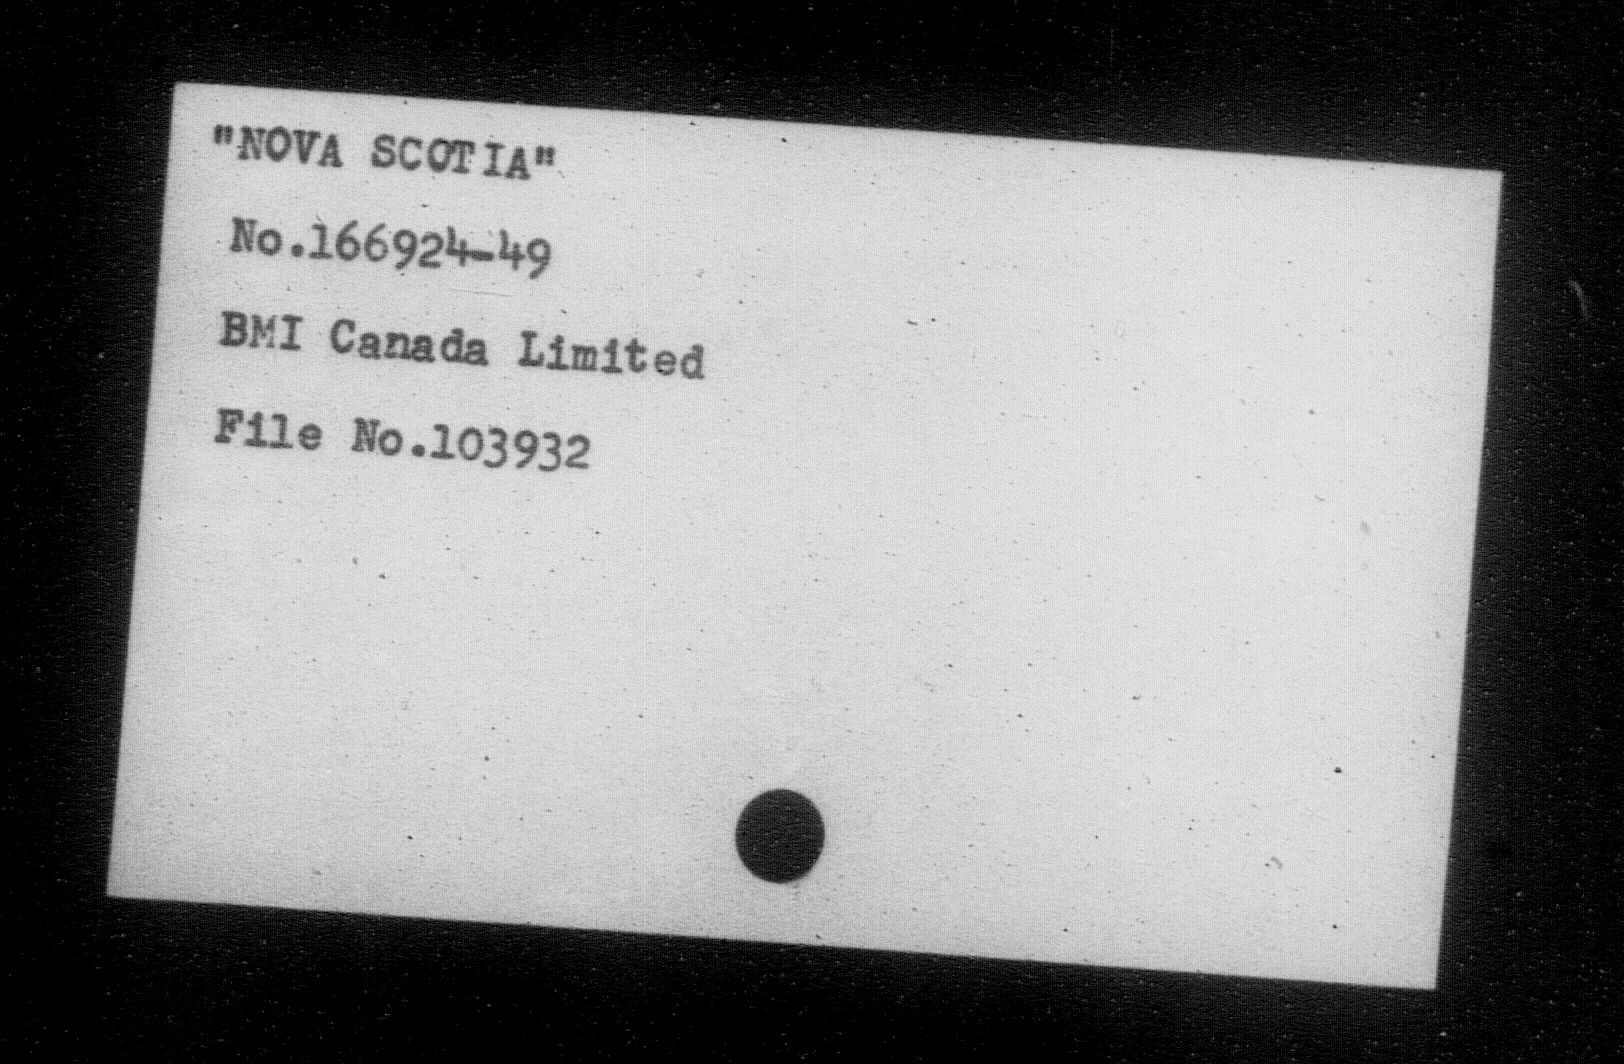 "NOVA SCOTIA"
No.166924-49
BMI Canada Limited
File No.103932